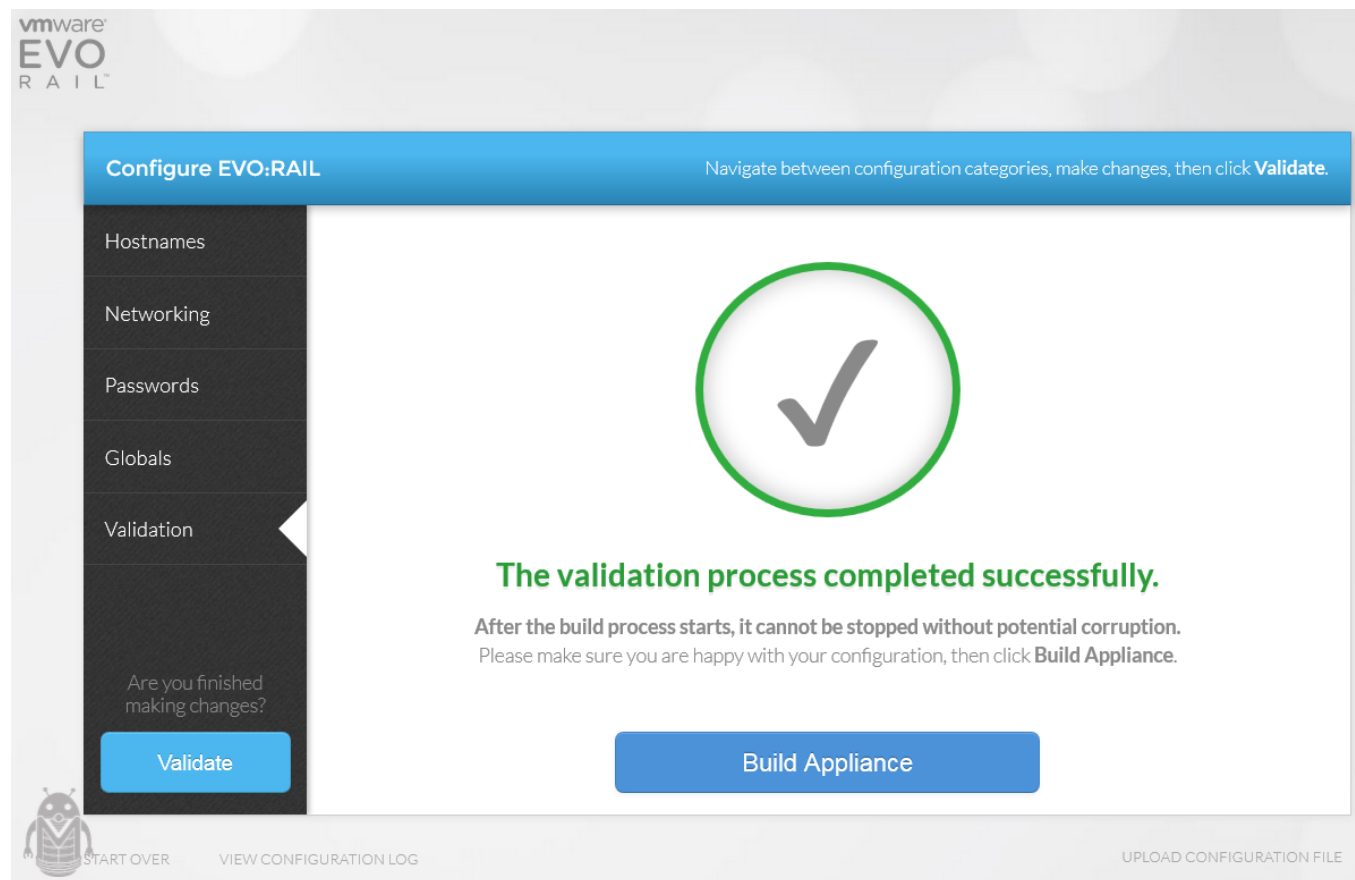 vmware
EVO
RAIL™
Configure EVO:RAIL
Navigate between configuration categories, make changes, then click Validate.
Hostnames
Networking
Passwords
Globals
Validation
The validation process completed successfully.
After the build process starts, it cannot be stopped without potential corruption.
Please make sure you are happy with your configuration, then click Build Appliance.
Are you finished
making changes?
Validate
Build Appliance
START OVER
VIEW CONFIGURATION LOG
UPLOAD CONFIGURATION FILE